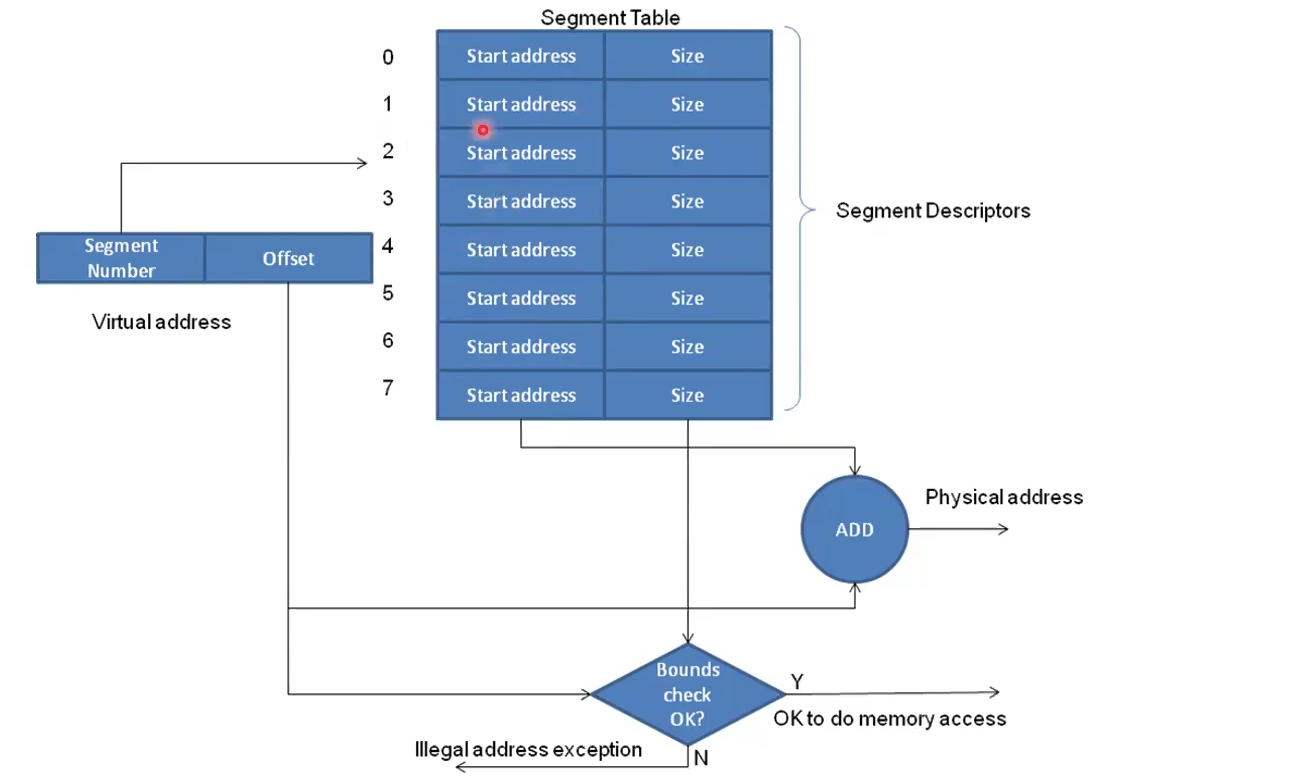 Segment Table
0
Start address
Size
1
Start address
Size
2
Start address
Size
3
Start address
Size
4
Start address
Size
5
Start address
Size
6
Start address
Size
7
Start address
Size
Segment Descriptors
Segment
Number
Offset
Virtual address
Physical address
ADD
Bounds
check
OK?
Y
OK to do memory access
Illegal address exception
N